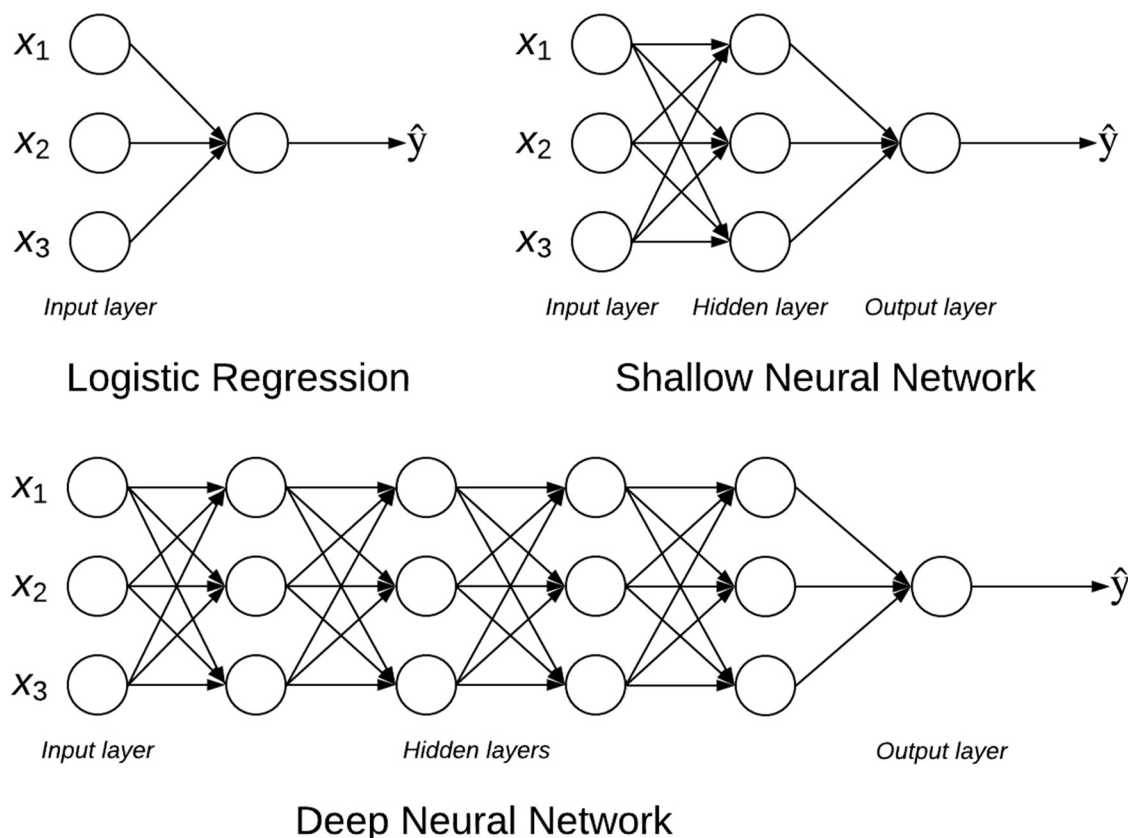 x1
x2
x3
ŷ
Input layer
Logistic Regression
x1
x2
x3
ŷ
Input layer Hidden layer Output layer
Shallow Neural Network
x1
x2
x3
ŷ
Input layer Hidden layers Output layer
Deep Neural Network